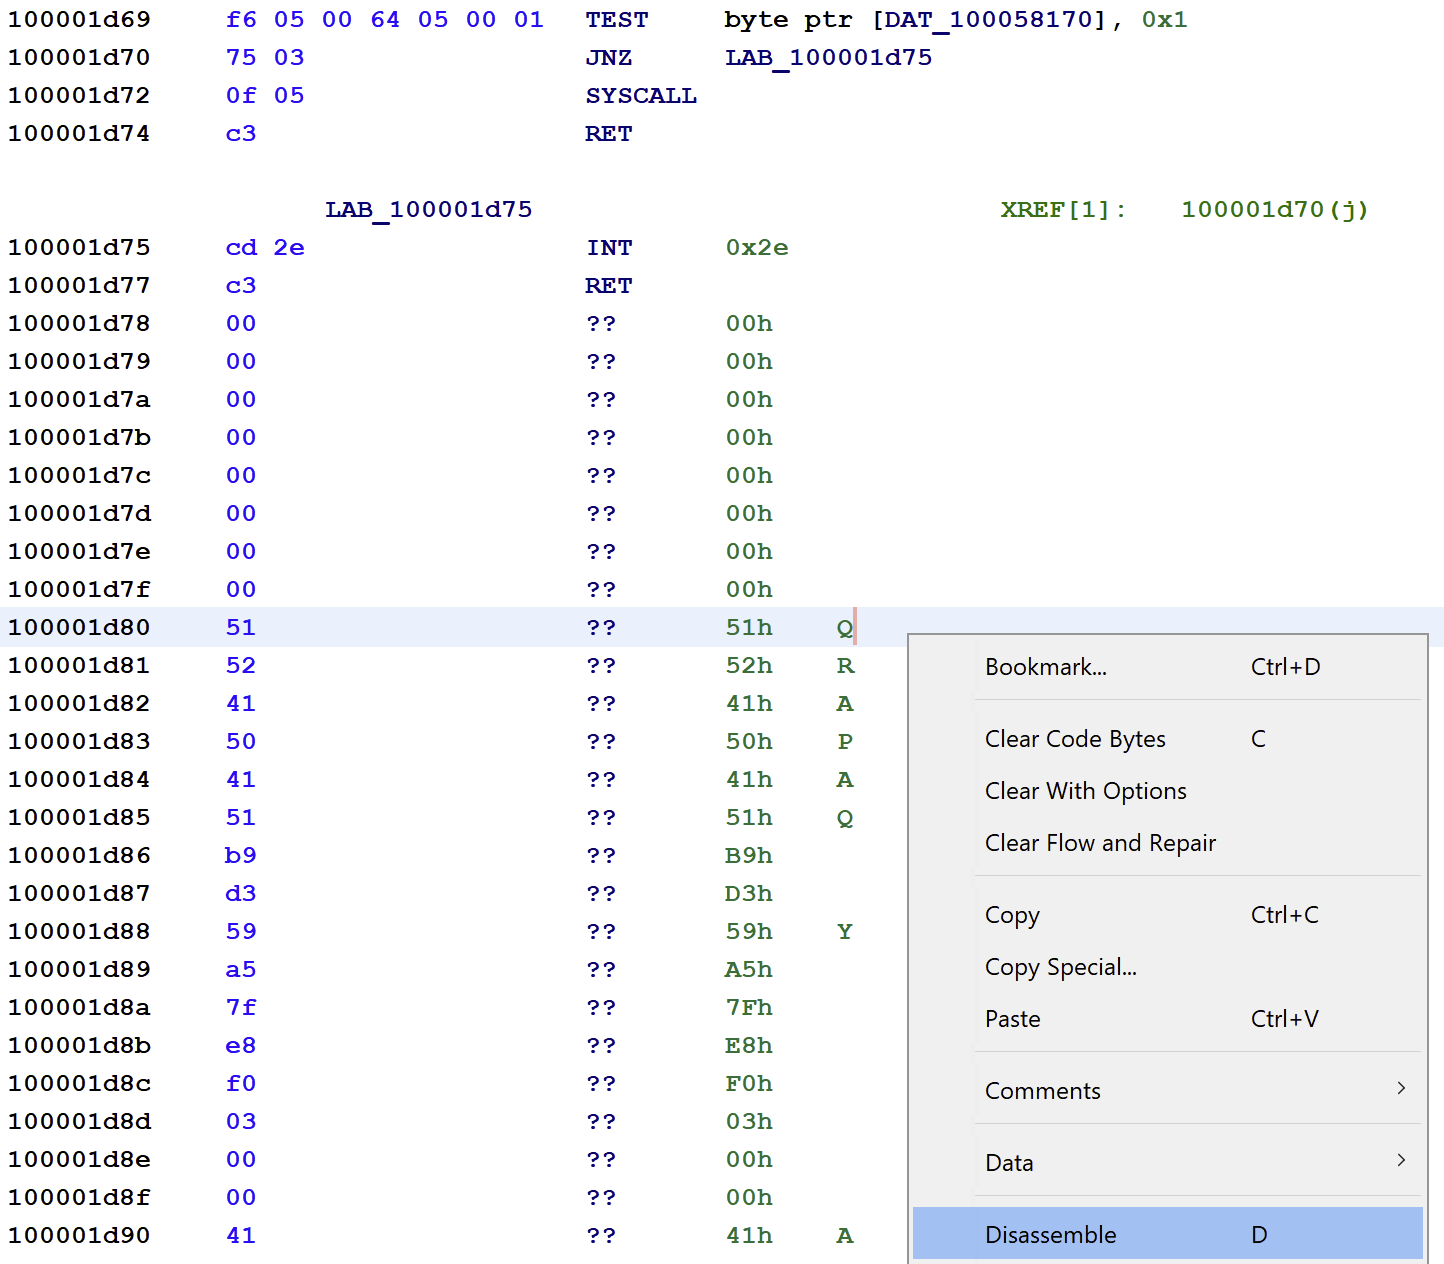 100001d69 f6 05 00 64 05 00 01 TEST byte ptr [DAT_100058170], 0x1
100001d70 75 03 JNZ LAB_100001d75
100001d72 0f 05 SYSCALL
100001d74 c3 RET
LAB_100001d75 XREF[1]: 100001d70(j)
100001d75 cd 2e INT 0x2e
100001d77 c3 RET
100001d78 00 ?? 00h
100001d79 00 ?? 00h
100001d7a 00 ?? 00h
100001d7b 00 ?? 00h
100001d7c 00 ?? 00h
100001d7d 00 ?? 00h
100001d7e 00 ?? 00h
100001d7f 00 ?? 00h
100001d80 51 ?? 51h Q
100001d81 52 ?? 52h R
100001d82 41 ?? 41h A
100001d83 50 ?? 50h P
100001d84 41 ?? 41h A
100001d85 51 ?? 51h Q
100001d86 b9 ?? B9h
100001d87 d3 ?? D3h
100001d88 59 ?? 59h Y
100001d89 a5 ?? A5h
100001d8a 7f ?? 7Fh
100001d8b e8 ?? E8h
100001d8c f0 ?? F0h
100001d8d 03 ?? 03h
100001d8e 00 ?? 00h
100001d8f 00 ?? 00h
100001d90 41 ?? 41h A
Bookmark... Ctrl+D
Clear Code Bytes C
Clear With Options
Clear Flow and Repair
Copy Ctrl+C
Copy Special...
Paste Ctrl+V
Comments
Data
Disassemble D